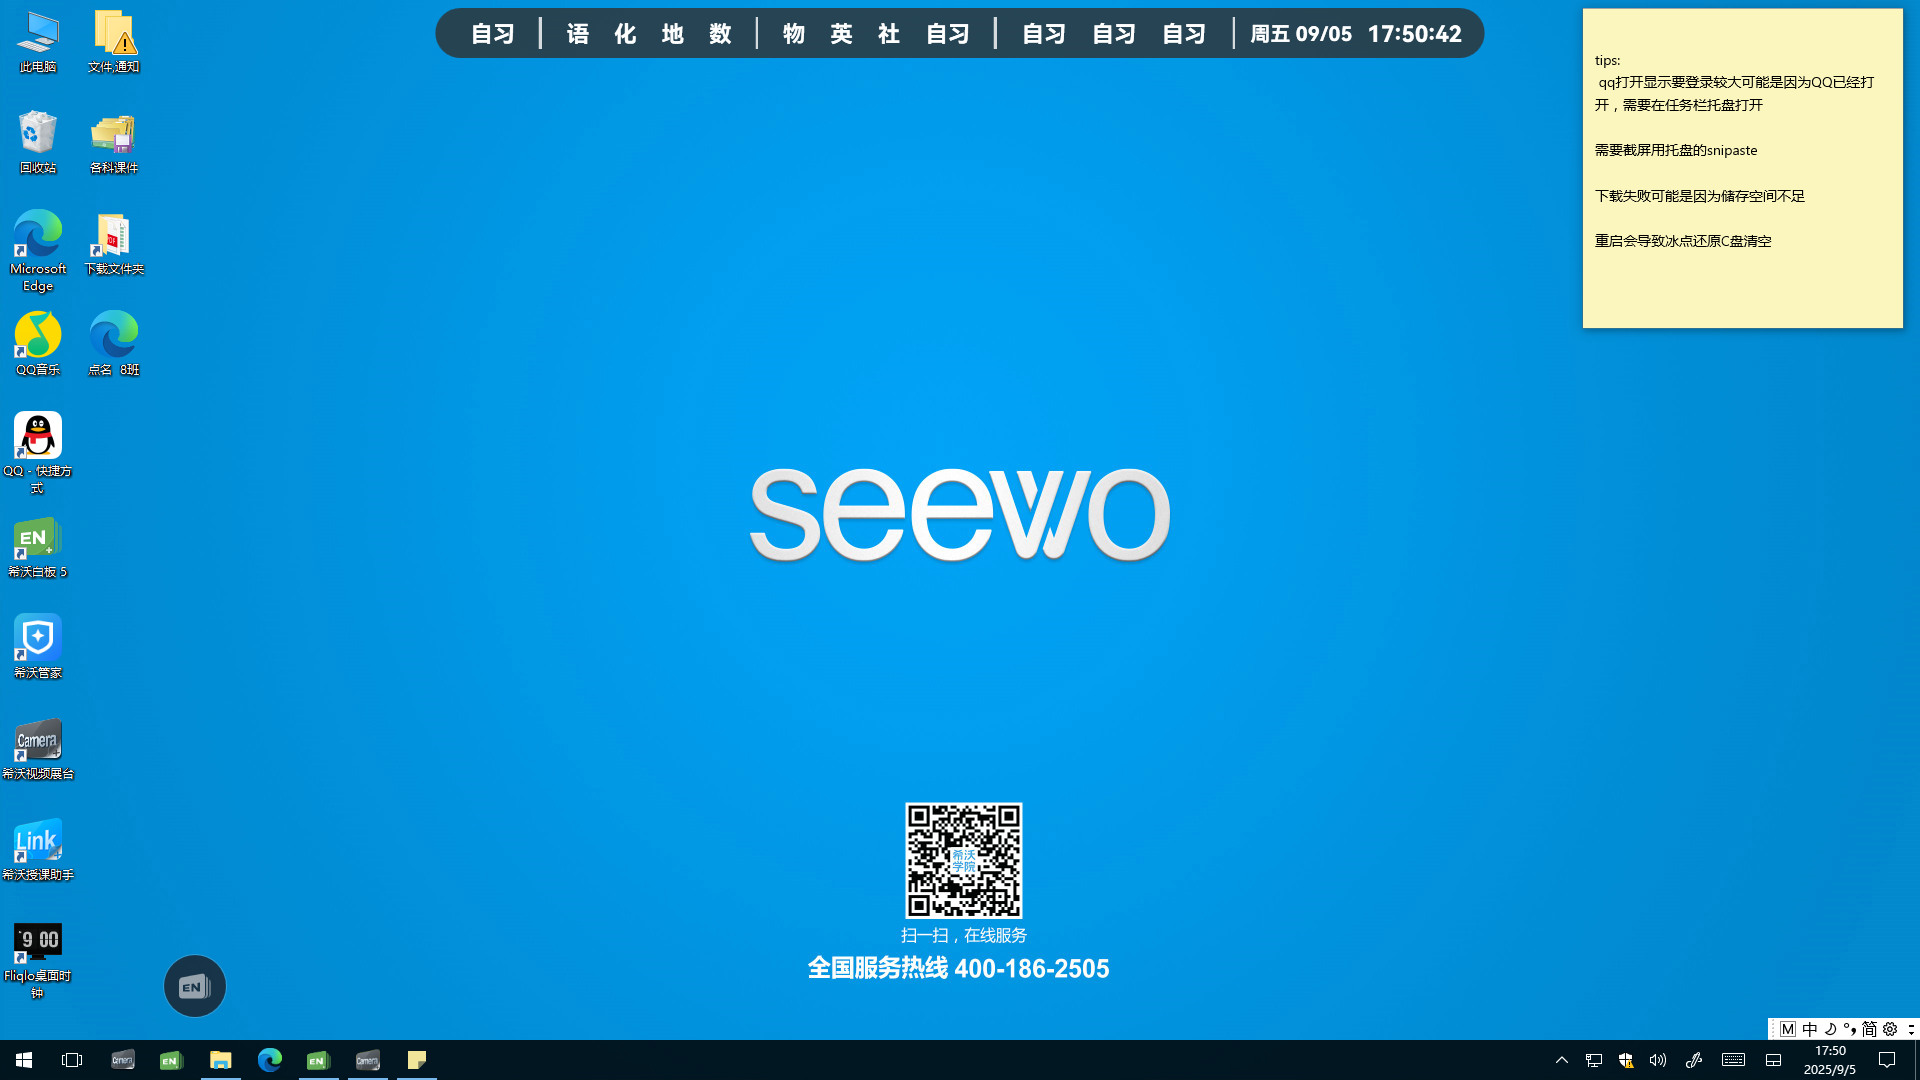 自习 | 语 化 地 数 | 物 英 社 自习 | 自习 自习 自习 | 周五 09/05 17:50:42
此电脑
文件,通知
回收站
各科课件
Microsoft
Edge
下载文件夹
QQ音乐
点名 8班
QQ - 快捷方
式
EN
希沃白板 5
希沃管家
Camera
希沃视频展台
Link
希沃授课助手
9 00
Fliqlo桌面时
钟
EN
tips:
qq打开显示要登录较大可能是因为QQ已经打
开，需要在任务栏托盘打开
需要截屏用托盘的snipaste
下载失败可能是因为储存空间不足
重启会导致冰点还原C盘清空
seewo
希沃
学院
扫一扫，在线服务
全国服务热线 400-186-2505
M 中 简
Camera
EN
EN
Camera
17:50
2025/9/5